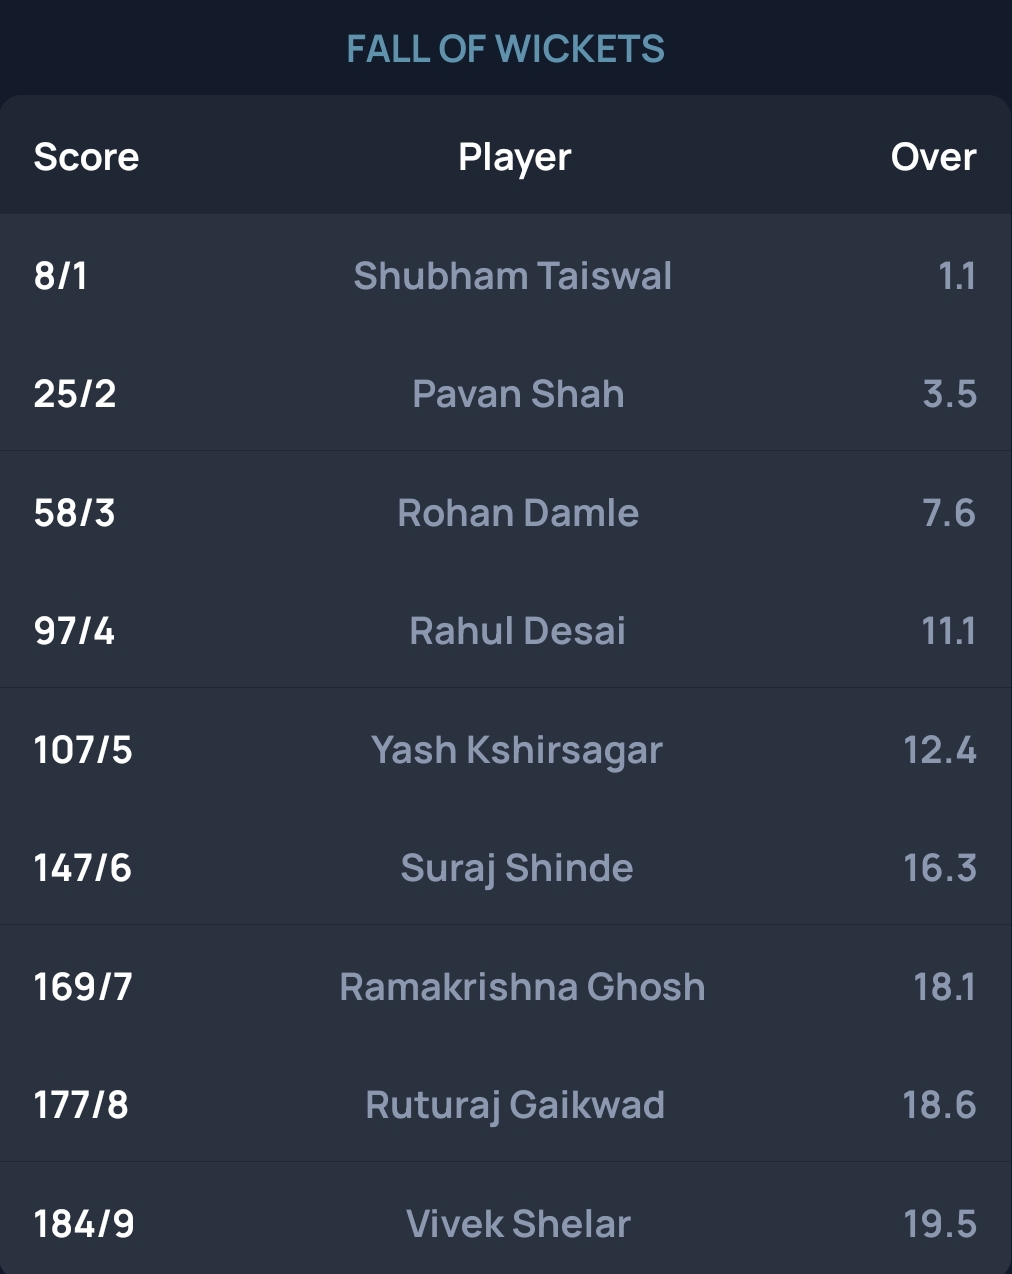 FALL OF WICKETS
Score Player Over
8/1 Shubham Taiswal 1.1
25/2 Pavan Shah 3.5
58/3 Rohan Damle 7.6
97/4 Rahul Desai 11.1
107/5 Yash Kshirsagar 12.4
147/6 Suraj Shinde 16.3
169/7 Ramakrishna Ghosh 18.1
177/8 Ruturaj Gaikwad 18.6
184/9 Vivek Shelar 19.5